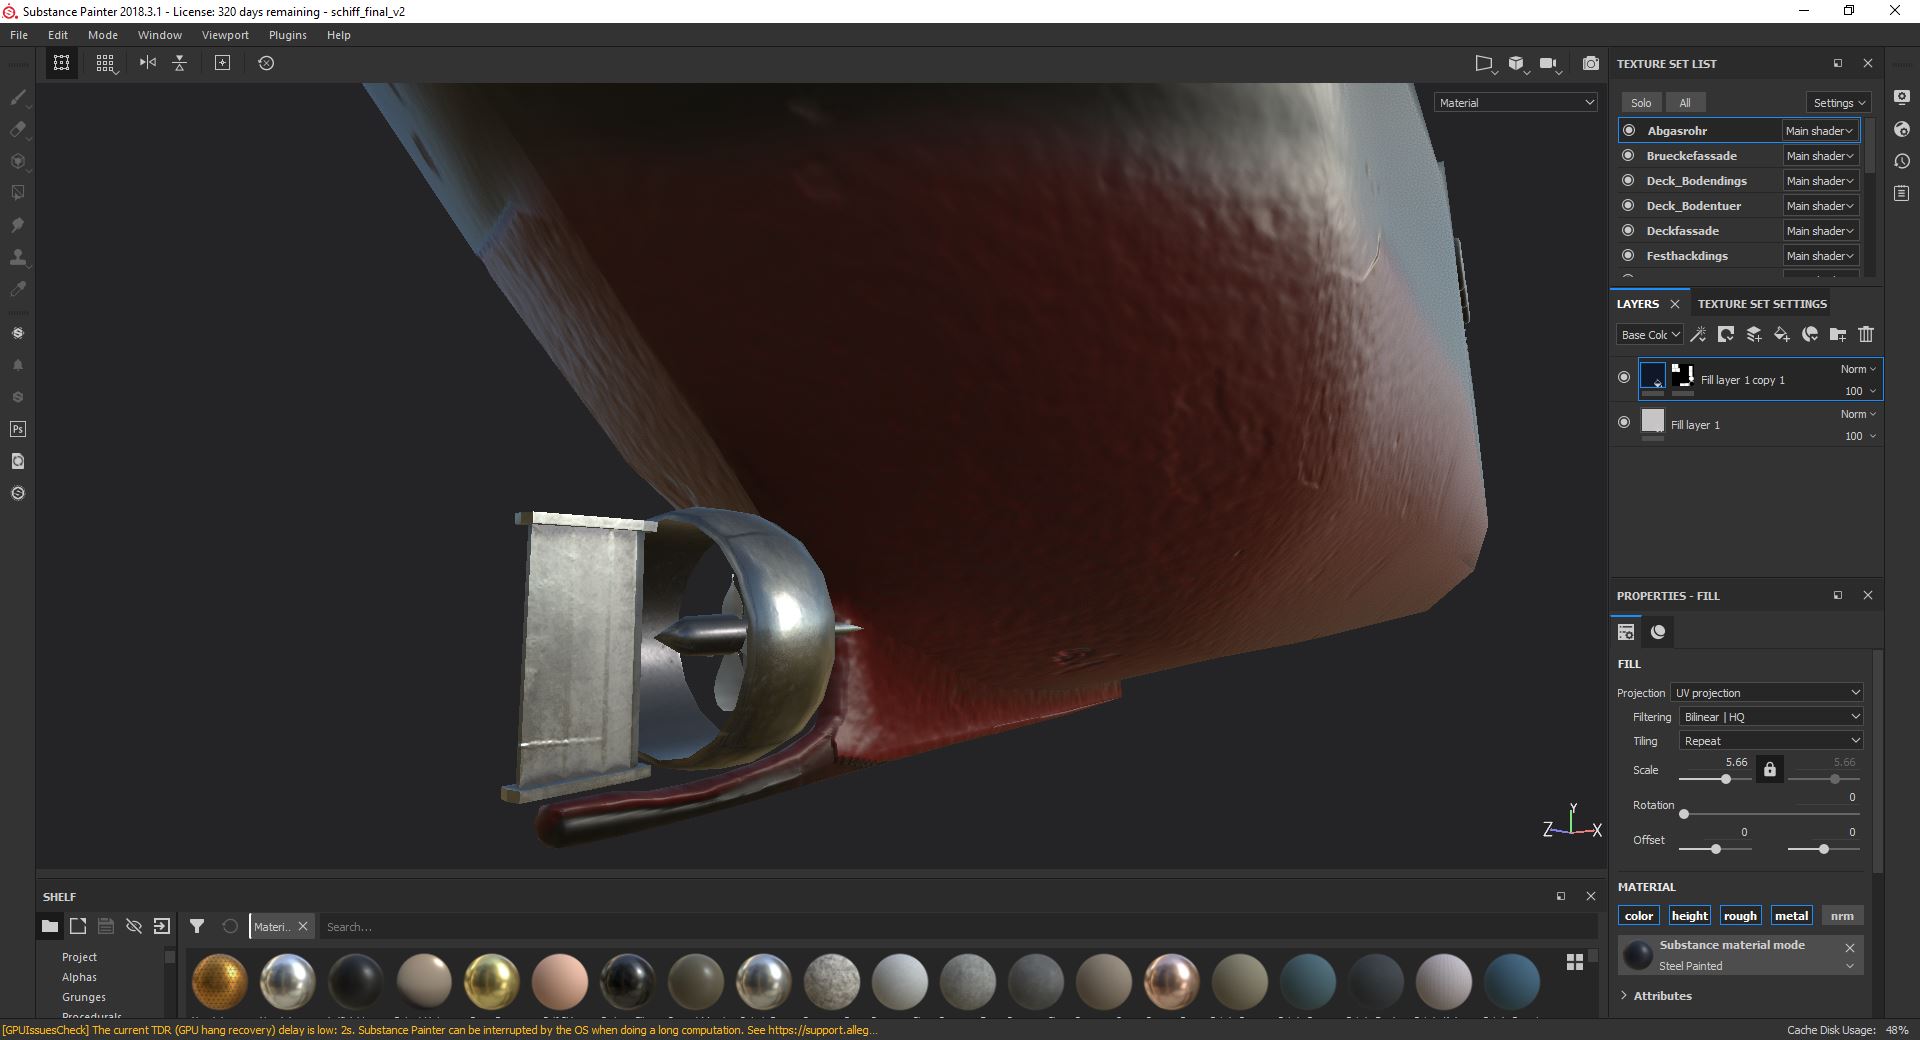 Substance Painter 2018.3.1 - License: 320 days remaining - schiff_final_v2
File Edit Mode Window Viewport Plugins Help
Material
TEXTURE SET LIST
Solo All Settings
Abgasrohr Main shader
Brueckefassade Main shader
Deck_Bodendings Main shader
Deck_Bodentuer Main shader
Deckfassade Main shader
Festhackdings Main shader
LAYERS TEXTURE SET SETTINGS
Base Colc
Norm
Fill layer 1 copy 1
100
Norm
Fill layer 1
100
Ps
PROPERTIES - FILL
FILL
Projection UV projection
Filtering Bilinear | HQ
Tiling Repeat
Scale 5.66 5.66
Rotation 0
Offset 0 0
MATERIAL
color height rough metal nrm
Substance material mode
Steel Painted
Attributes
Y
Z X
SHELF
Materi.. Search...
Project
Alphas
Grunges
Procedurals
[GPUIssuesCheck] The current TDR (GPU hang recovery) delay is low: 2s. Substance Painter can be interrupted by the OS when doing a long computation. See https://support.alleg...
Cache Disk Usage: 48%